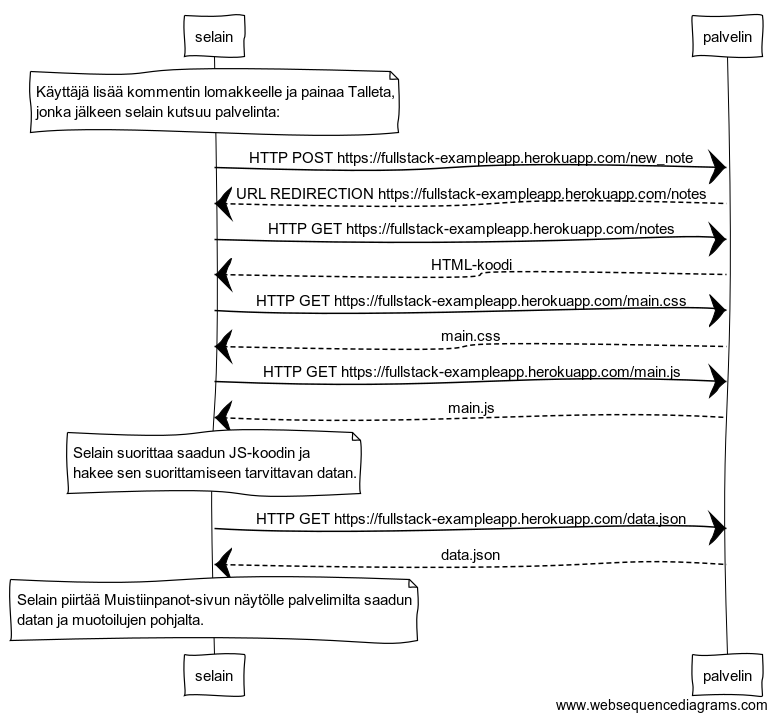 selain
palvelin
Käyttäjä lisää kommentin lomakkeelle ja painaa Talleta,
jonka jälkeen selain kutsuu palvelinta:
HTTP POST https://fullstack-exampleapp.herokuapp.com/new_note
URL REDIRECTION https://fullstack-exampleapp.herokuapp.com/notes
HTTP GET https://fullstack-exampleapp.herokuapp.com/notes
HTML-koodi
HTTP GET https://fullstack-exampleapp.herokuapp.com/main.css
main.css
HTTP GET https://fullstack-exampleapp.herokuapp.com/main.js
main.js
Selain suorittaa saadun JS-koodin ja
hakee sen suorittamiseen tarvittavan datan.
HTTP GET https://fullstack-exampleapp.herokuapp.com/data.json
data.json
Selain piirtää Muistiinpanot-sivun näytölle palvelimilta saadun
datan ja muotoilujen pohjalta.
selain
palvelin
www.websequencediagrams.com